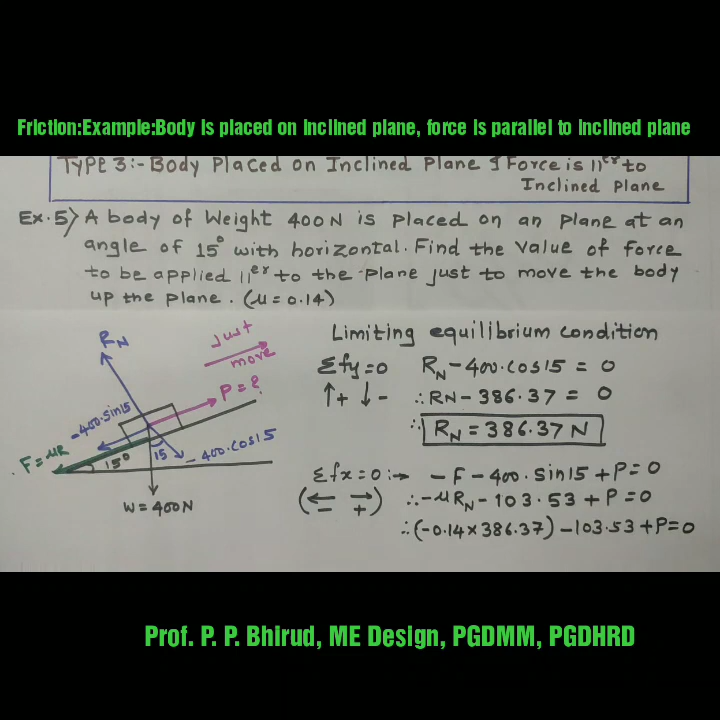 Friction:Example:Body is placed on inclined plane, force is parallel to inclined plane
TYPE 3:- Body Placed on Inclined Plane & Force is ||er to
Inclined Plane
Ex.5) A body of Weight 400N is placed on an plane at an
angle of 15° with horizontal. Find the value of force
to be applied ||er to the plane just to move the body
up the plane. (μ = 0.14)
RN
Just
move
P = ?
-400.sin15
F = μR
15°
15
- 400.cos15
W = 400N
Limiting equilibrium condition
Σfy=0 RN - 400.cos15 = 0
↑+ ↓- ∴RN - 386.37 = 0
∴ RN = 386.37 N
Σfx=0 :→ -F - 400.sin15 + P = 0
(← - → +) ∴-μRN - 103.53 + P = 0
∴(-0.14×386.37) - 103.53 + P = 0
Prof. P. P. Bhirud, ME Design, PGDMM, PGDHRD